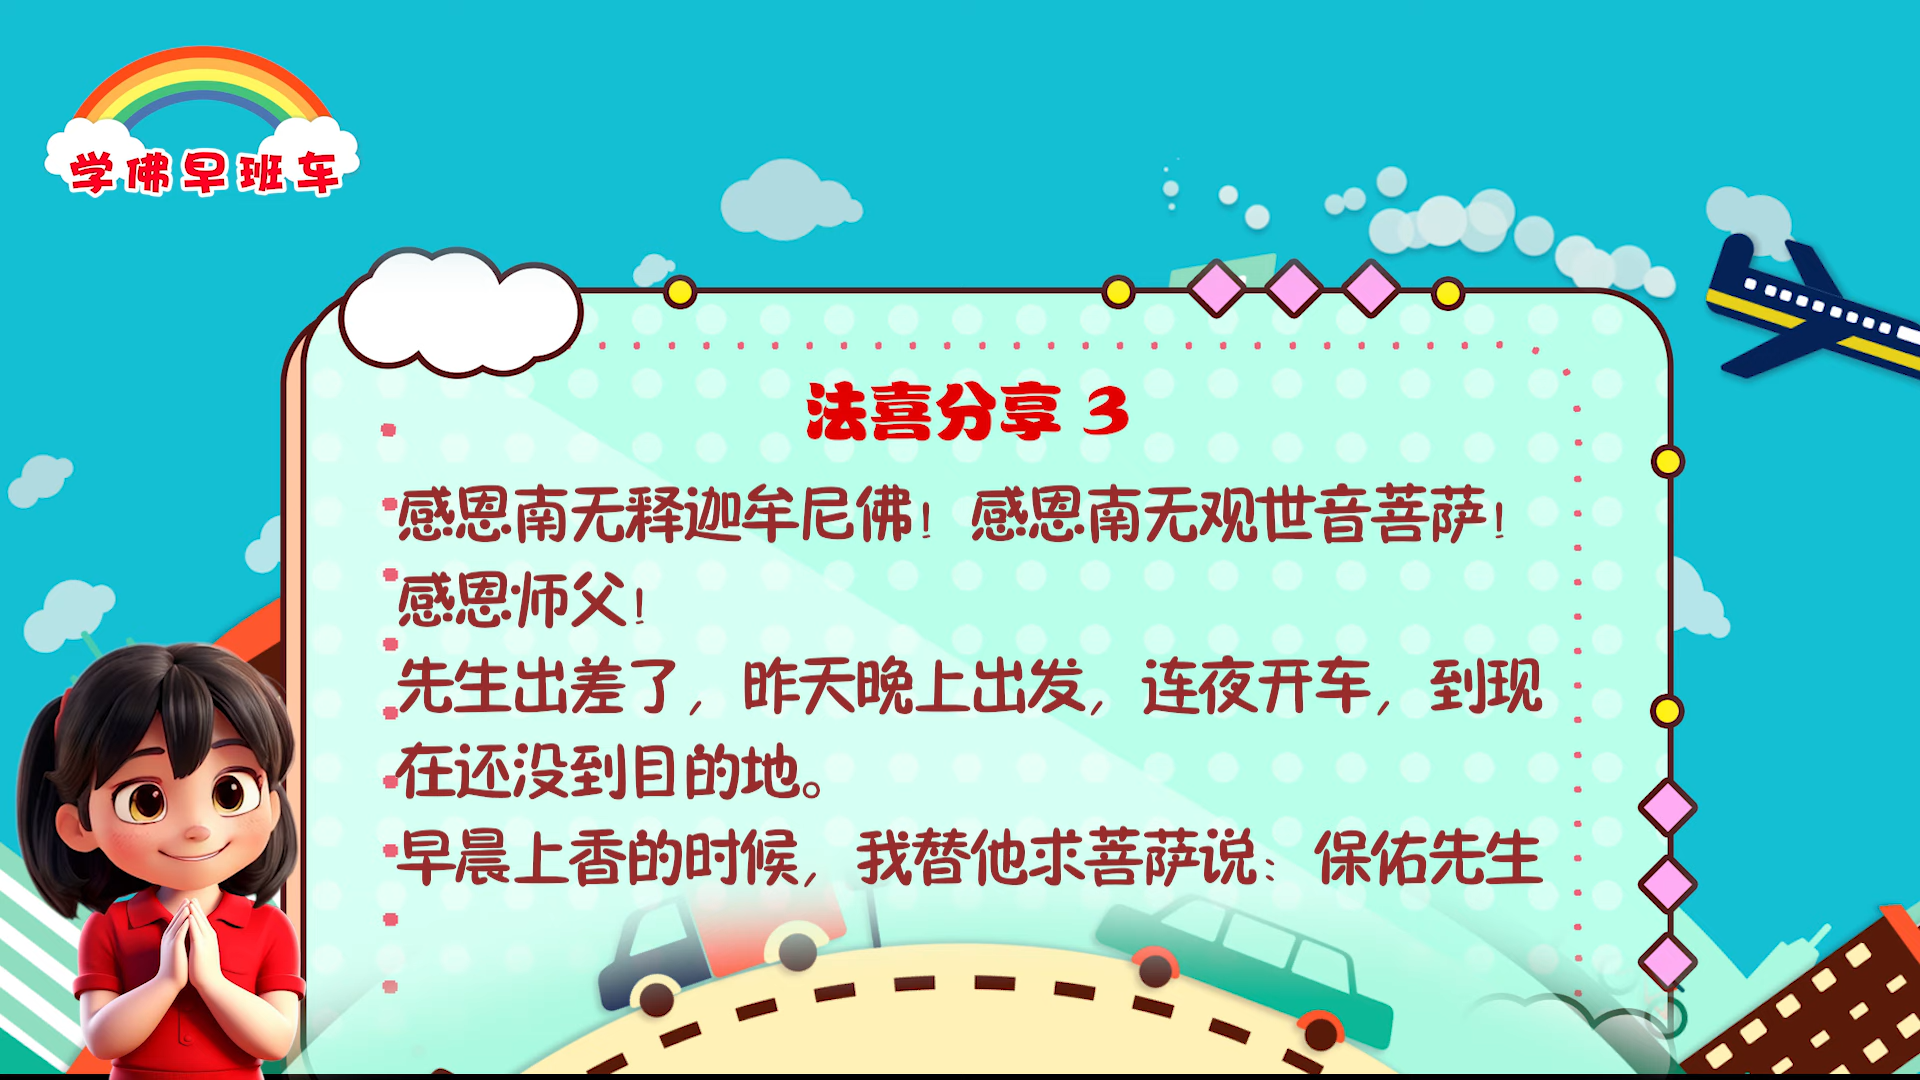 学佛早班车
法喜分享 3
感恩南无释迦牟尼佛！感恩南无观世音菩萨！
感恩师父！
先生出差了，昨天晚上出发，连夜开车，到现
在还没到目的地。
早晨上香的时候，我替他求菩萨说：保佑先生